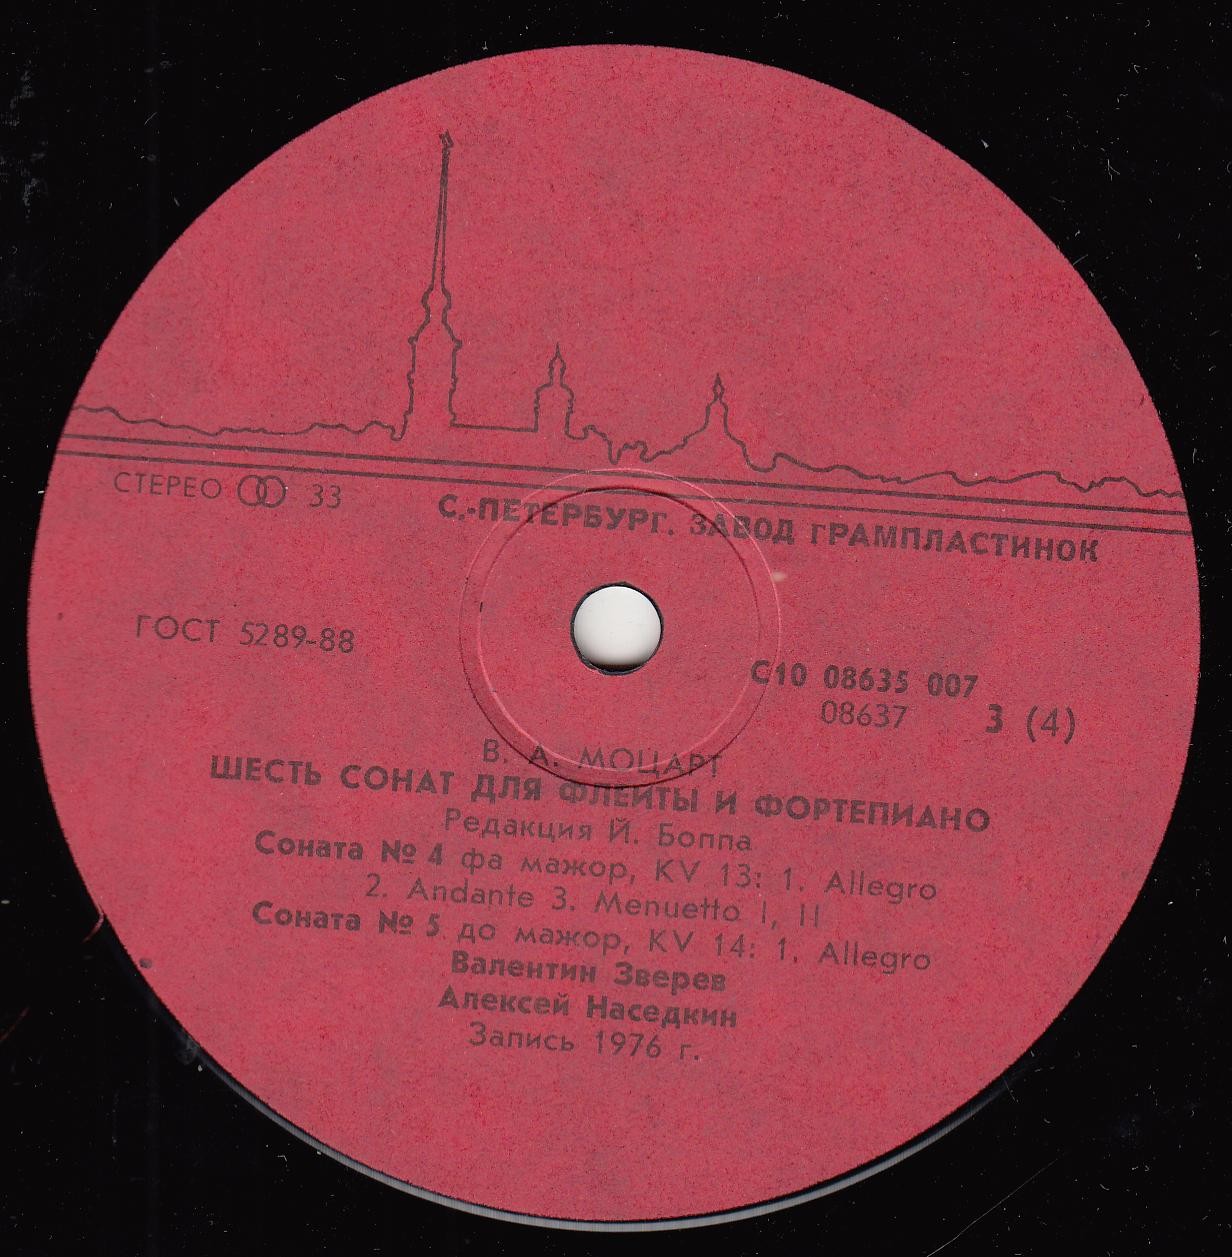 СТЕРЕО 33
С.-ПЕТЕРБУРГ. ЗАВОД ГРАМПЛАСТИНОК
ГОСТ 5289-88
С10 08635 007
08637 3 (4)
В. А. МОЦАРТ
ШЕСТЬ СОНАТ ДЛЯ ФЛЕЙТЫ И ФОРТЕПИАНО
Редакция Й. Боппа
Соната № 4 фа мажор, KV 13: 1. Allegro
2. Andante 3. Menuetto I, II
Соната № 5 до мажор, KV 14: 1. Allegro
Валентин Зверев
Алексей Наседкин
Запись 1976 г.